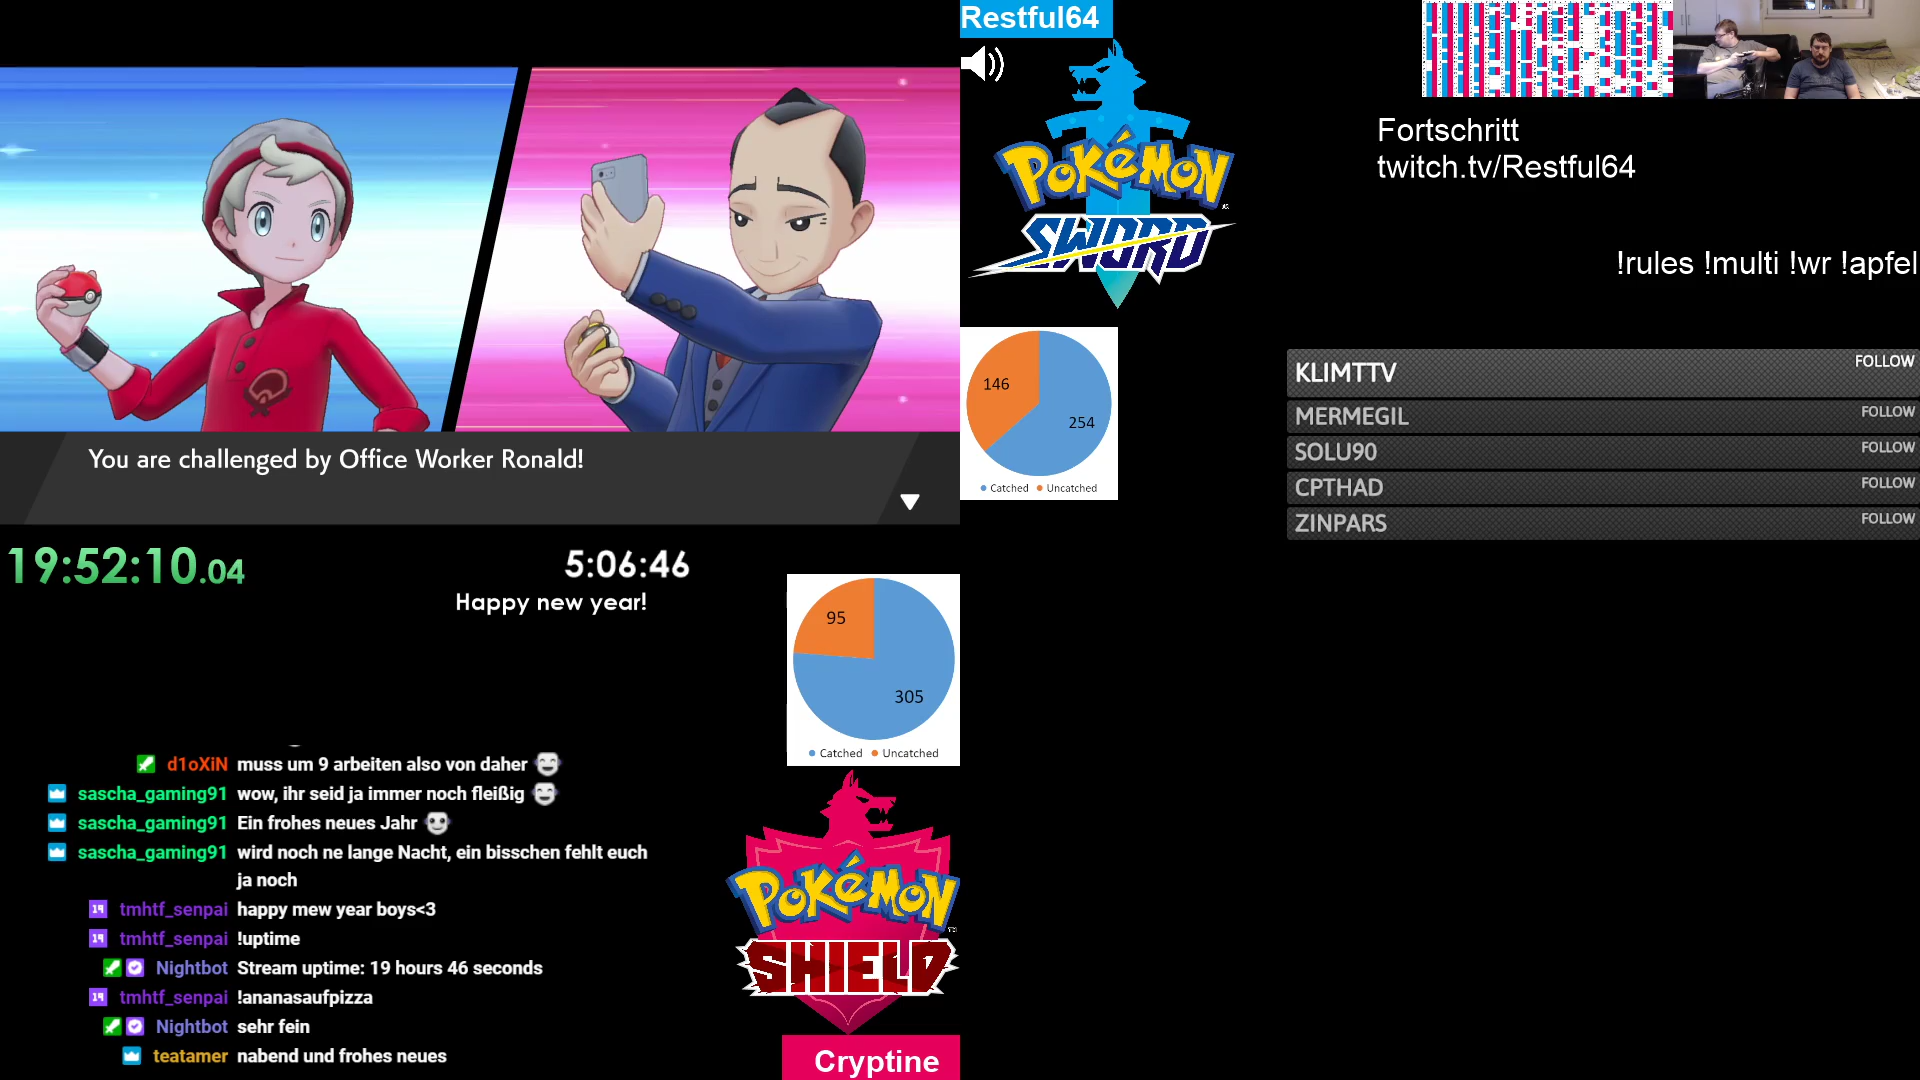 Restful64
POKéMON
SWORD
Fortschritt
twitch.tv/Restful64
!rules !multi !wr !apfel
You are challenged by Office Worker Ronald!
146
254
Catched Uncatched
KLIMTTV FOLLOW
MERMEGIL FOLLOW
SOLU90 FOLLOW
CPTHAD FOLLOW
ZINPARS FOLLOW
19:52:10.04
5:06:46
Happy new year!
95
305
Catched Uncatched
d1oXiN muss um 9 arbeiten also von daher
sascha_gaming91 wow, ihr seid ja immer noch fleißig
sascha_gaming91 Ein frohes neues Jahr
sascha_gaming91 wird noch ne lange Nacht, ein bisschen fehlt euch
ja noch
19 tmhtf_senpai happy mew year boys<3
19 tmhtf_senpai !uptime
Nightbot Stream uptime: 19 hours 46 seconds
19 tmhtf_senpai !ananasaufpizza
Nightbot sehr fein
teatamer nabend und frohes neues
POKéMON
SHIELD
Cryptine